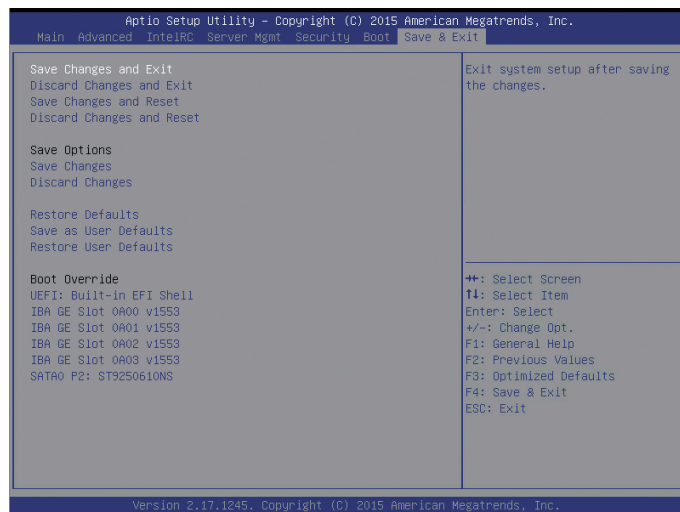 Aptio Setup Utility – Copyright (C) 2015 American Megatrends, Inc.
Main Advanced IntelRC Server Mgmt Security Boot Save & Exit
Save Changes and Exit
Discard Changes and Exit
Save Changes and Reset
Discard Changes and Reset
Save Options
Save Changes
Discard Changes
Restore Defaults
Save as User Defaults
Restore User Defaults
Boot Override
UEFI: Built-in EFI Shell
IBA GE Slot 0A00 v1553
IBA GE Slot 0A01 v1553
IBA GE Slot 0A02 v1553
IBA GE Slot 0A03 v1553
SATA0 P2: ST9250610NS
Exit system setup after saving
the changes.
→←: Select Screen
↑↓: Select Item
Enter: Select
+/-: Change Opt.
F1: General Help
F2: Previous Values
F3: Optimized Defaults
F4: Save & Exit
ESC: Exit
Version 2.17.1245. Copyright (C) 2015 American Megatrends, Inc.